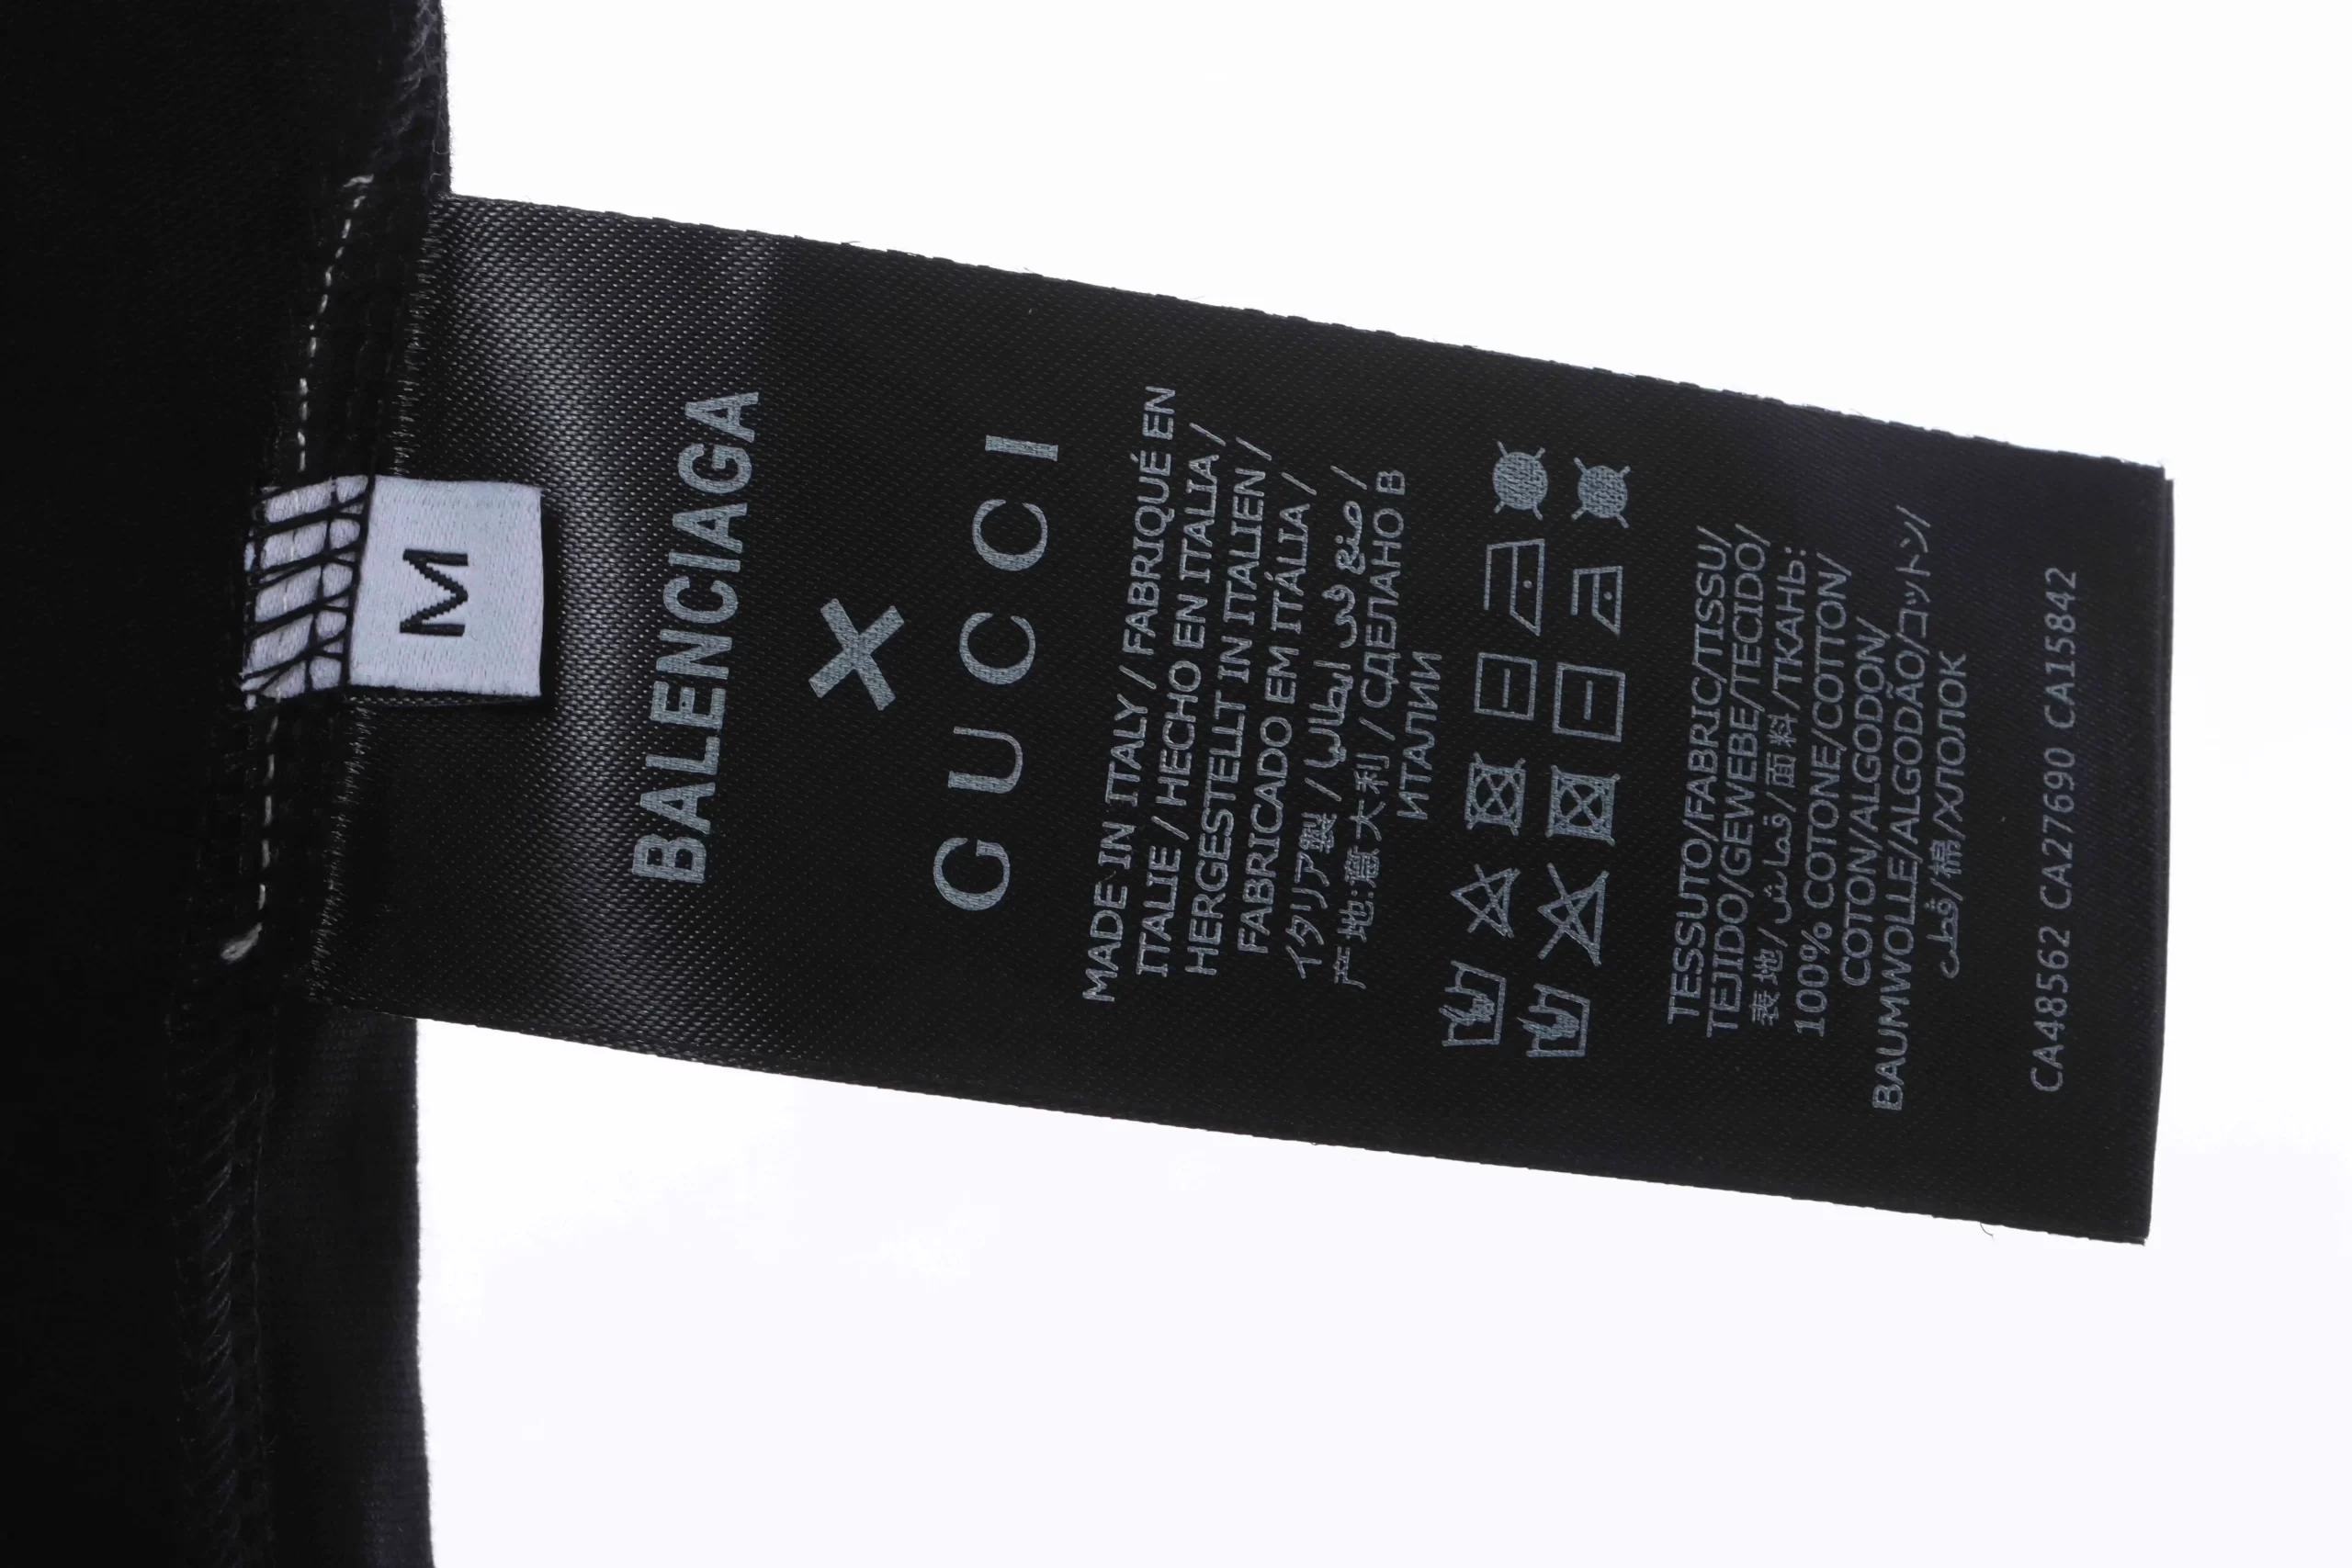 M
BALENCIAGA
×
GUCCI
MADE IN ITALY / FABRIQUÉ EN
ITALIE / HECHO EN ITALIA /
HERGESTELLT IN ITALIEN /
FABRICADO EM ITÁLIA /
イタリア製 / صنع في ايطاليا /
产地:意大利 / СДЕЛАНО В
ИТАЛИИ
TESSUTO/FABRIC/TISSU/
TEJIDO/GEWEBE/TECIDO/
表地/قماش/面料/ТКАНЬ:
100% COTONE/COTTON/
COTON/ALGODON/
BAUMWOLLE/ALGODÃO/コットン/
قطن/棉/ХЛОПОК
CA48562 CA27690 CA15842